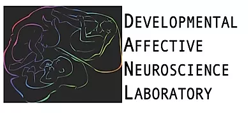 DEVELOPMENTAL
AFFECTIVE
NEUROSCIENCE
LABORATORY